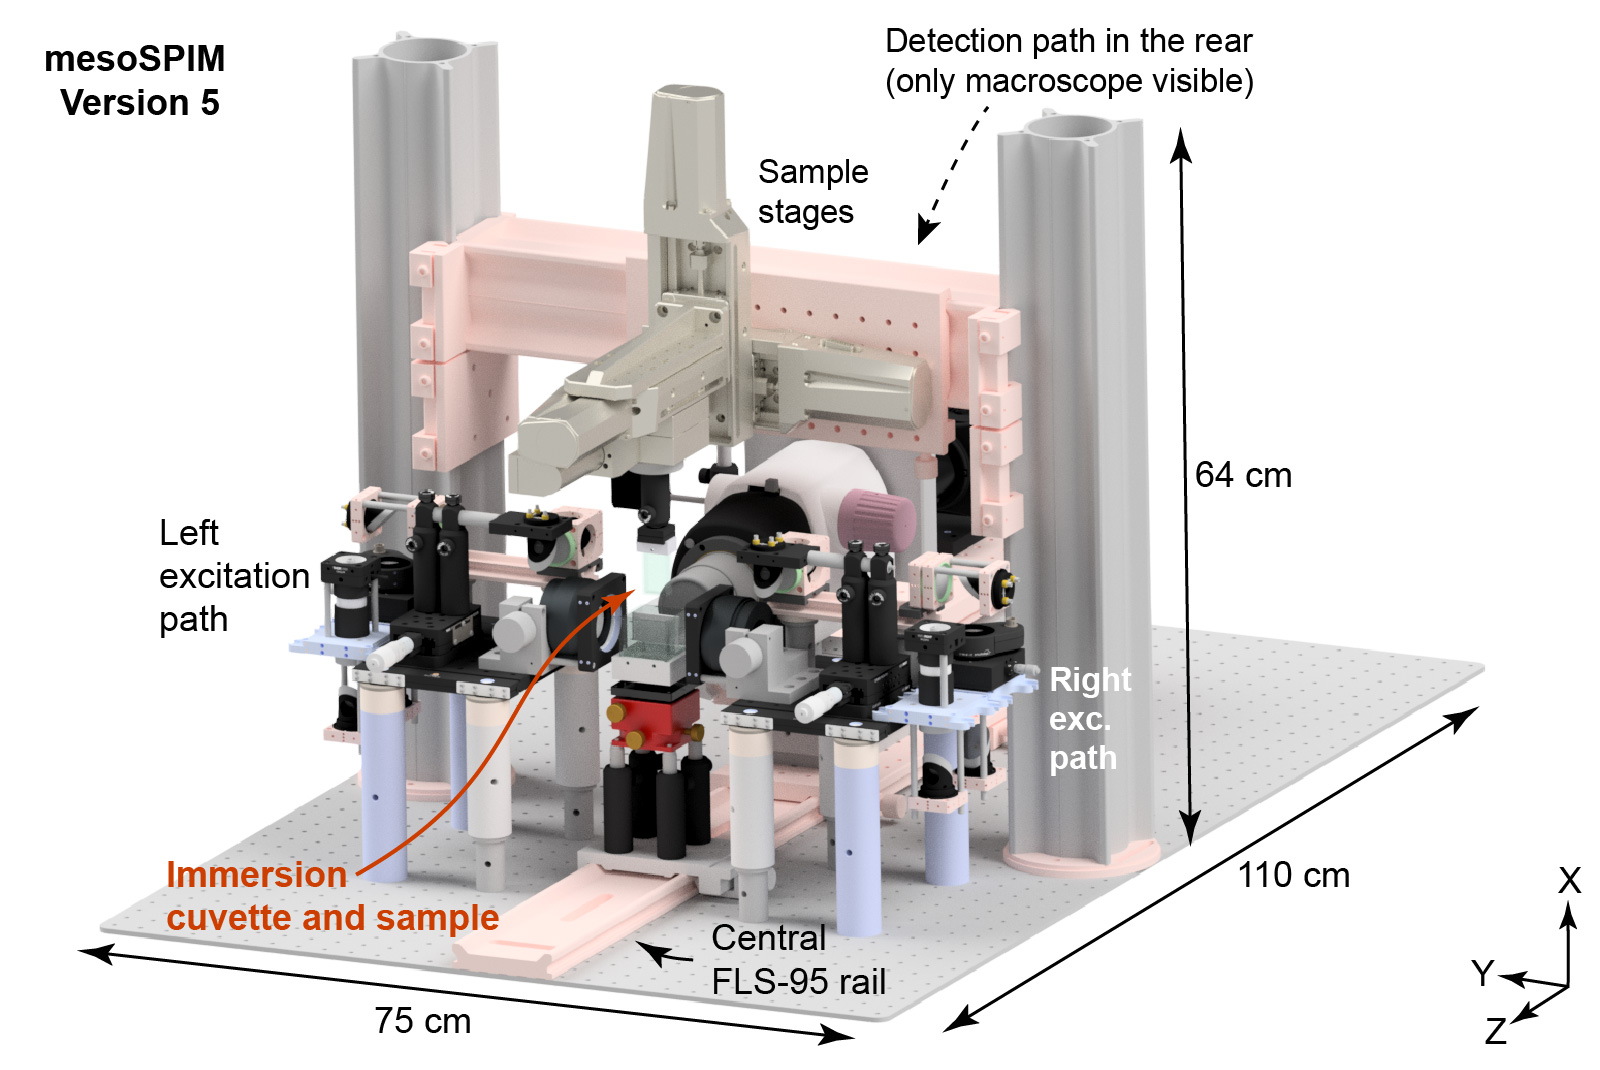 mesoSPIM
Version 5
Detection path in the rear
(only macroscope visible)
Sample
stages
64 cm
Left
excitation
path
Right
exc.
path
Immersion
cuvette and sample
Central
FLS-95 rail
110 cm
75 cm
X
Y
Z